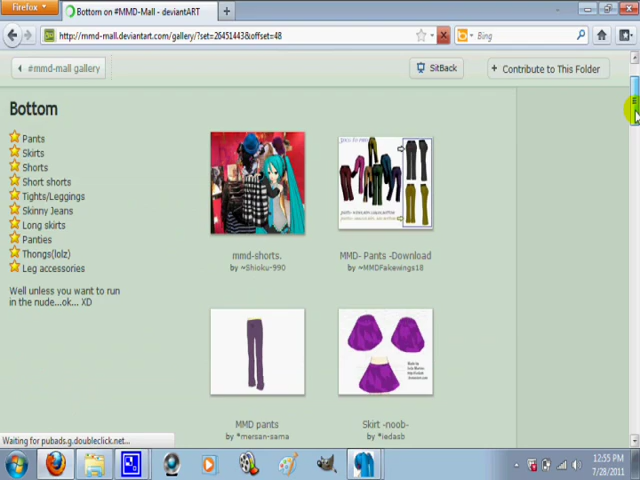 Firefox
Bottom on #MMD-Mall - deviantART
http://mmd-mall.deviantart.com/gallery/?set=26451443&offset=48
Bing
#mmd-mall gallery
SitBack
+ Contribute to This Folder
Bottom
Pants
Skirts
Shorts
Short shorts
Tights/Leggings
Skinny Jeans
Long skirts
Panties
Thongs(lolz)
Leg accessories
Well unless you want to run
in the nude...ok... XD
mmd-shorts.
by ~Shioku-990
MMD- Pants -Download
by ~MMDFakewings18
MMD pants
by *mersan-sama
Skirt -noob-
by *iedasb
Waiting for pubads.g.doubleclick.net...
12:55 PM
7/28/2011